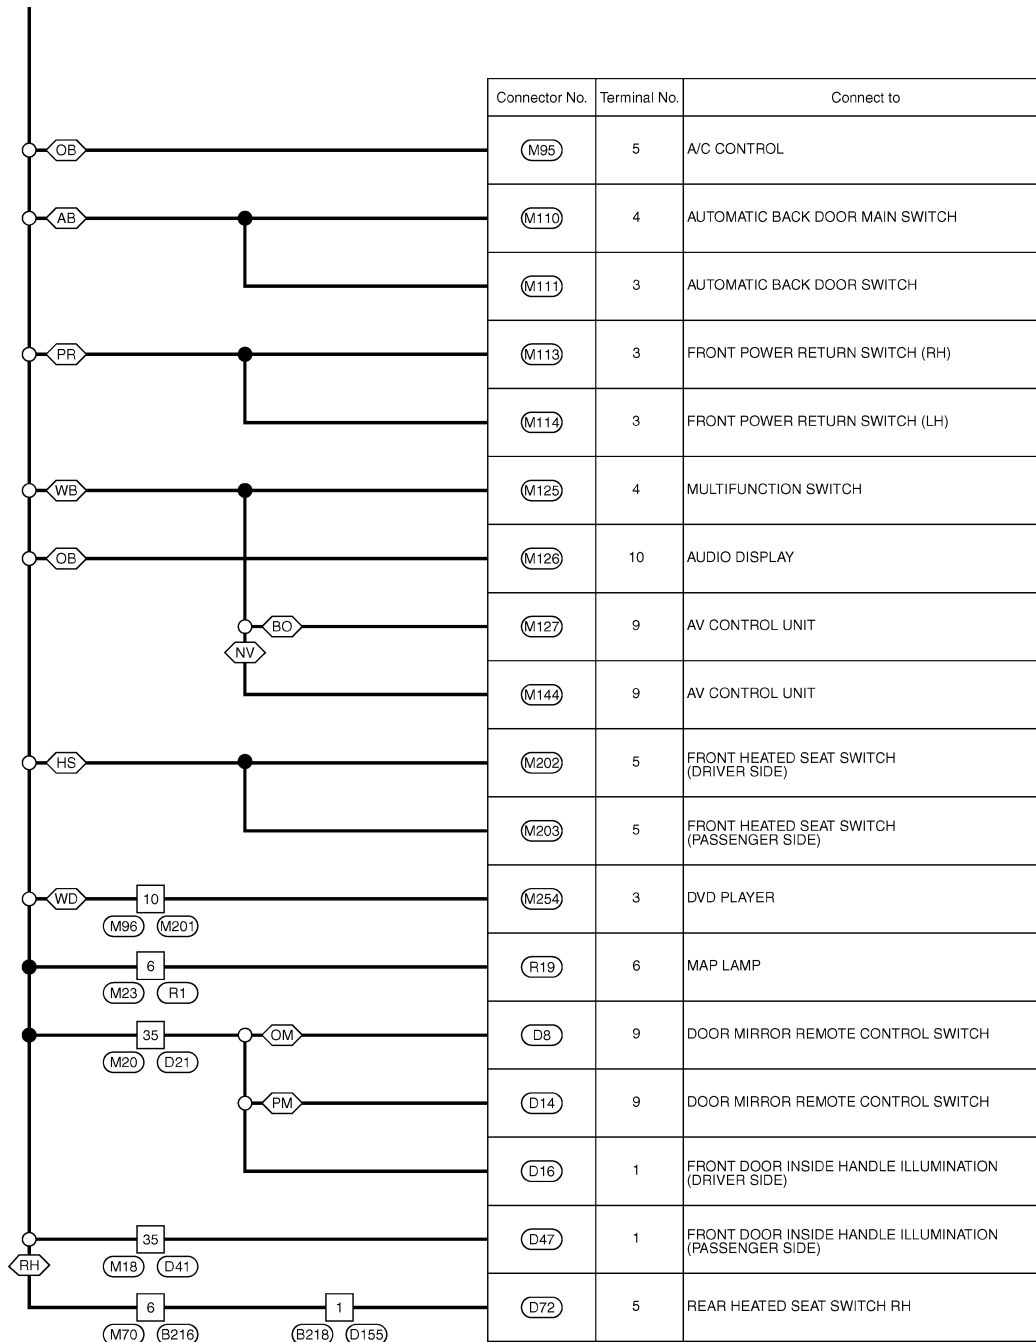 Connector No. Terminal No. Connect to
OB M95 5 A/C CONTROL
AB M110 4 AUTOMATIC BACK DOOR MAIN SWITCH
M111 3 AUTOMATIC BACK DOOR SWITCH
PR M113 3 FRONT POWER RETURN SWITCH (RH)
M114 3 FRONT POWER RETURN SWITCH (LH)
WB M125 4 MULTIFUNCTION SWITCH
OB M126 10 AUDIO DISPLAY
BO M127 9 AV CONTROL UNIT
NV
M144 9 AV CONTROL UNIT
HS M202 5 FRONT HEATED SEAT SWITCH
(DRIVER SIDE)
M203 5 FRONT HEATED SEAT SWITCH
(PASSENGER SIDE)
WD 10 M254 3 DVD PLAYER
M96 M201
6 R19 6 MAP LAMP
M23 R1
35 OM D8 9 DOOR MIRROR REMOTE CONTROL SWITCH
M20 D21
PM D14 9 DOOR MIRROR REMOTE CONTROL SWITCH
D16 1 FRONT DOOR INSIDE HANDLE ILLUMINATION
(DRIVER SIDE)
35 D47 1 FRONT DOOR INSIDE HANDLE ILLUMINATION
(PASSENGER SIDE)
RH M18 D41
6 1 D72 5 REAR HEATED SEAT SWITCH RH
M70 B216 B218 D155